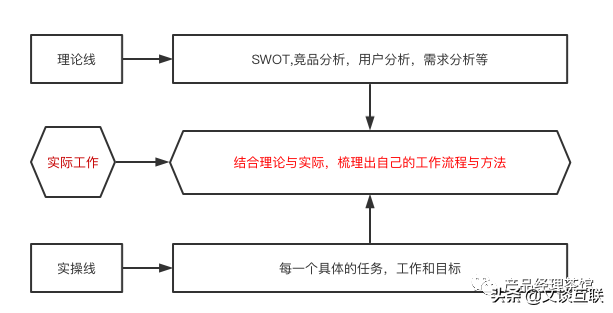 理论线
SWOT,竞品分析，用户分析，需求分析等
实际工作
结合理论与实际，梳理出自己的工作流程与方法
实操线
每一个具体的任务，工作和目标
产品经理茶馆
头条 @文谈互联